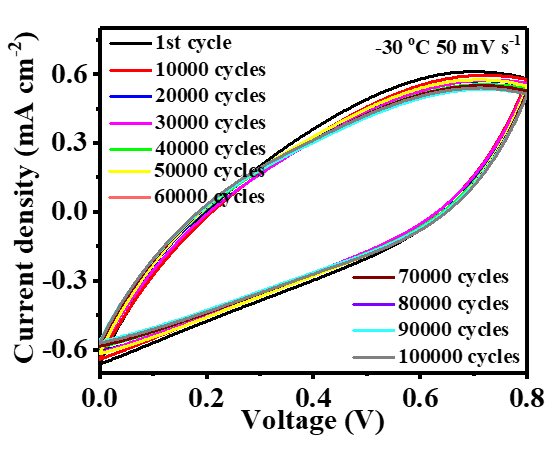 -30 ºC 50 mV s-1
1st cycle
10000 cycles
20000 cycles
30000 cycles
40000 cycles
50000 cycles
60000 cycles
70000 cycles
80000 cycles
90000 cycles
100000 cycles
Current density (mA cm-2)
0.6
0.3
0.0
-0.3
-0.6
0.0 0.2 0.4 0.6 0.8
Voltage (V)